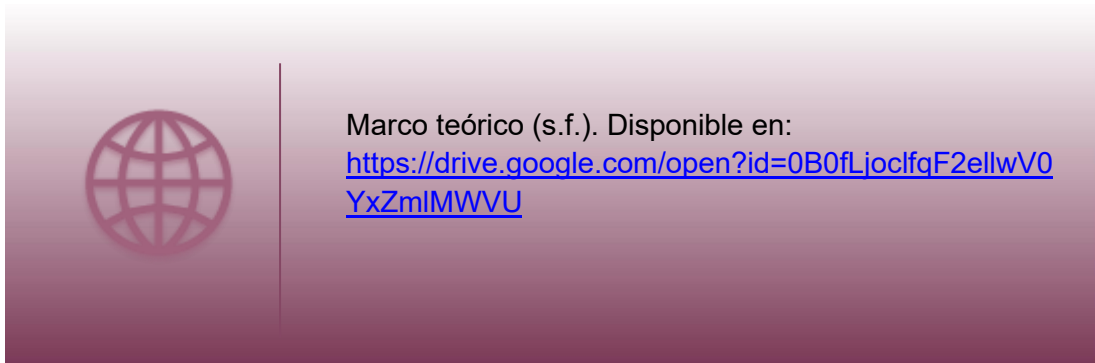 Marco teórico (s.f.). Disponible en:
https://drive.google.com/open?id=0B0fLjoclfqF2ellwV0
YxZmlMWVU